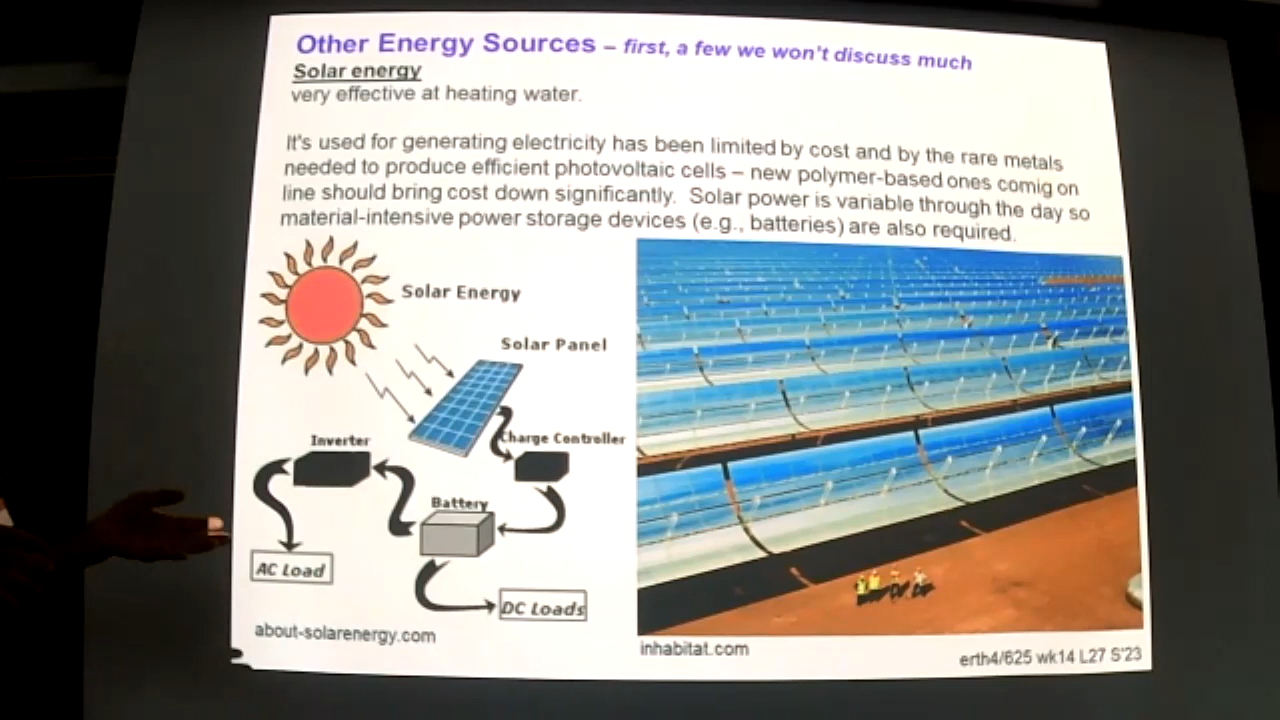 Other Energy Sources – first, a few we won't discuss much
Solar energy
very effective at heating water.
It's used for generating electricity has been limited by cost and by the rare metals
needed to produce efficient photovoltaic cells – new polymer-based ones comig on
line should bring cost down significantly. Solar power is variable through the day so
material-intensive power storage devices (e.g., batteries) are also required.
Solar Energy
Solar Panel
Charge Controller
Inverter
Battery
AC Load
DC Loads
about-solarenergy.com
inhabitat.com
erth4/625 wk14 L27 S'23